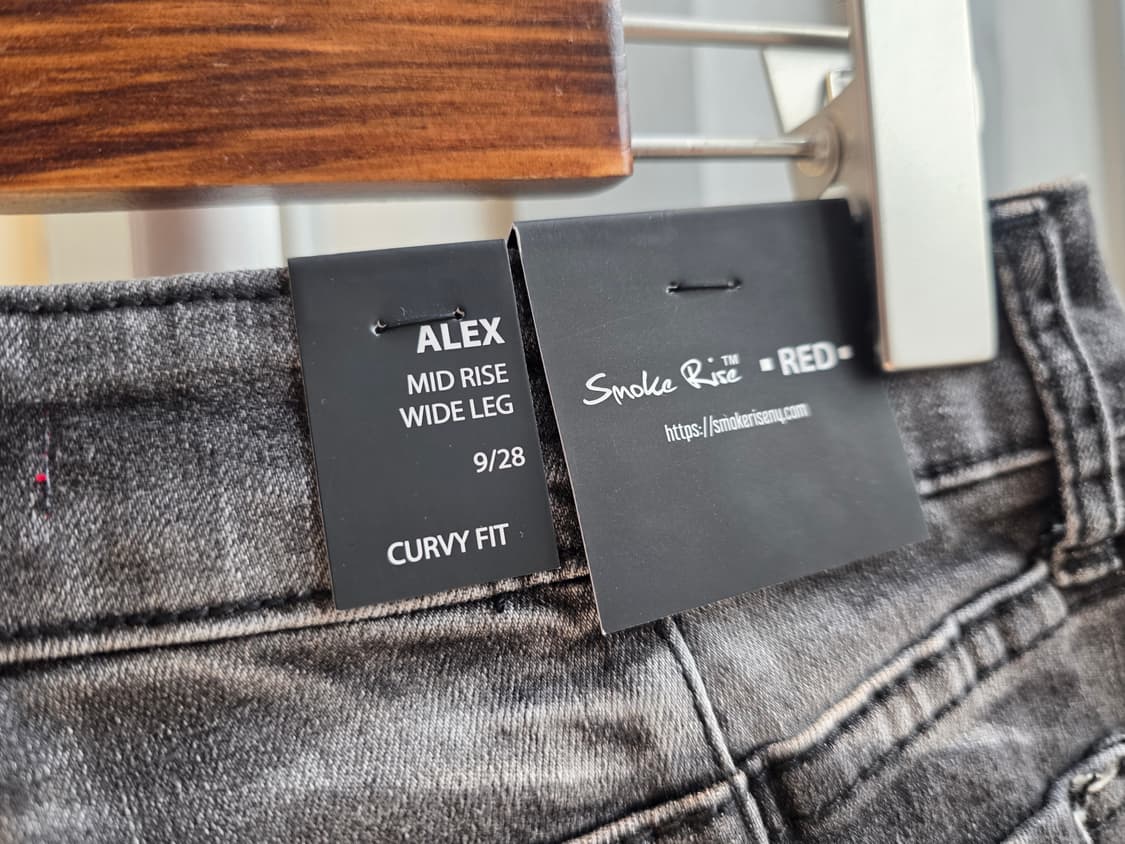 ALEX
MID RISE
WIDE LEG
9/28
CURVY FIT
Smoke Rise™ ▪RED▪
https://smokeriseny.com